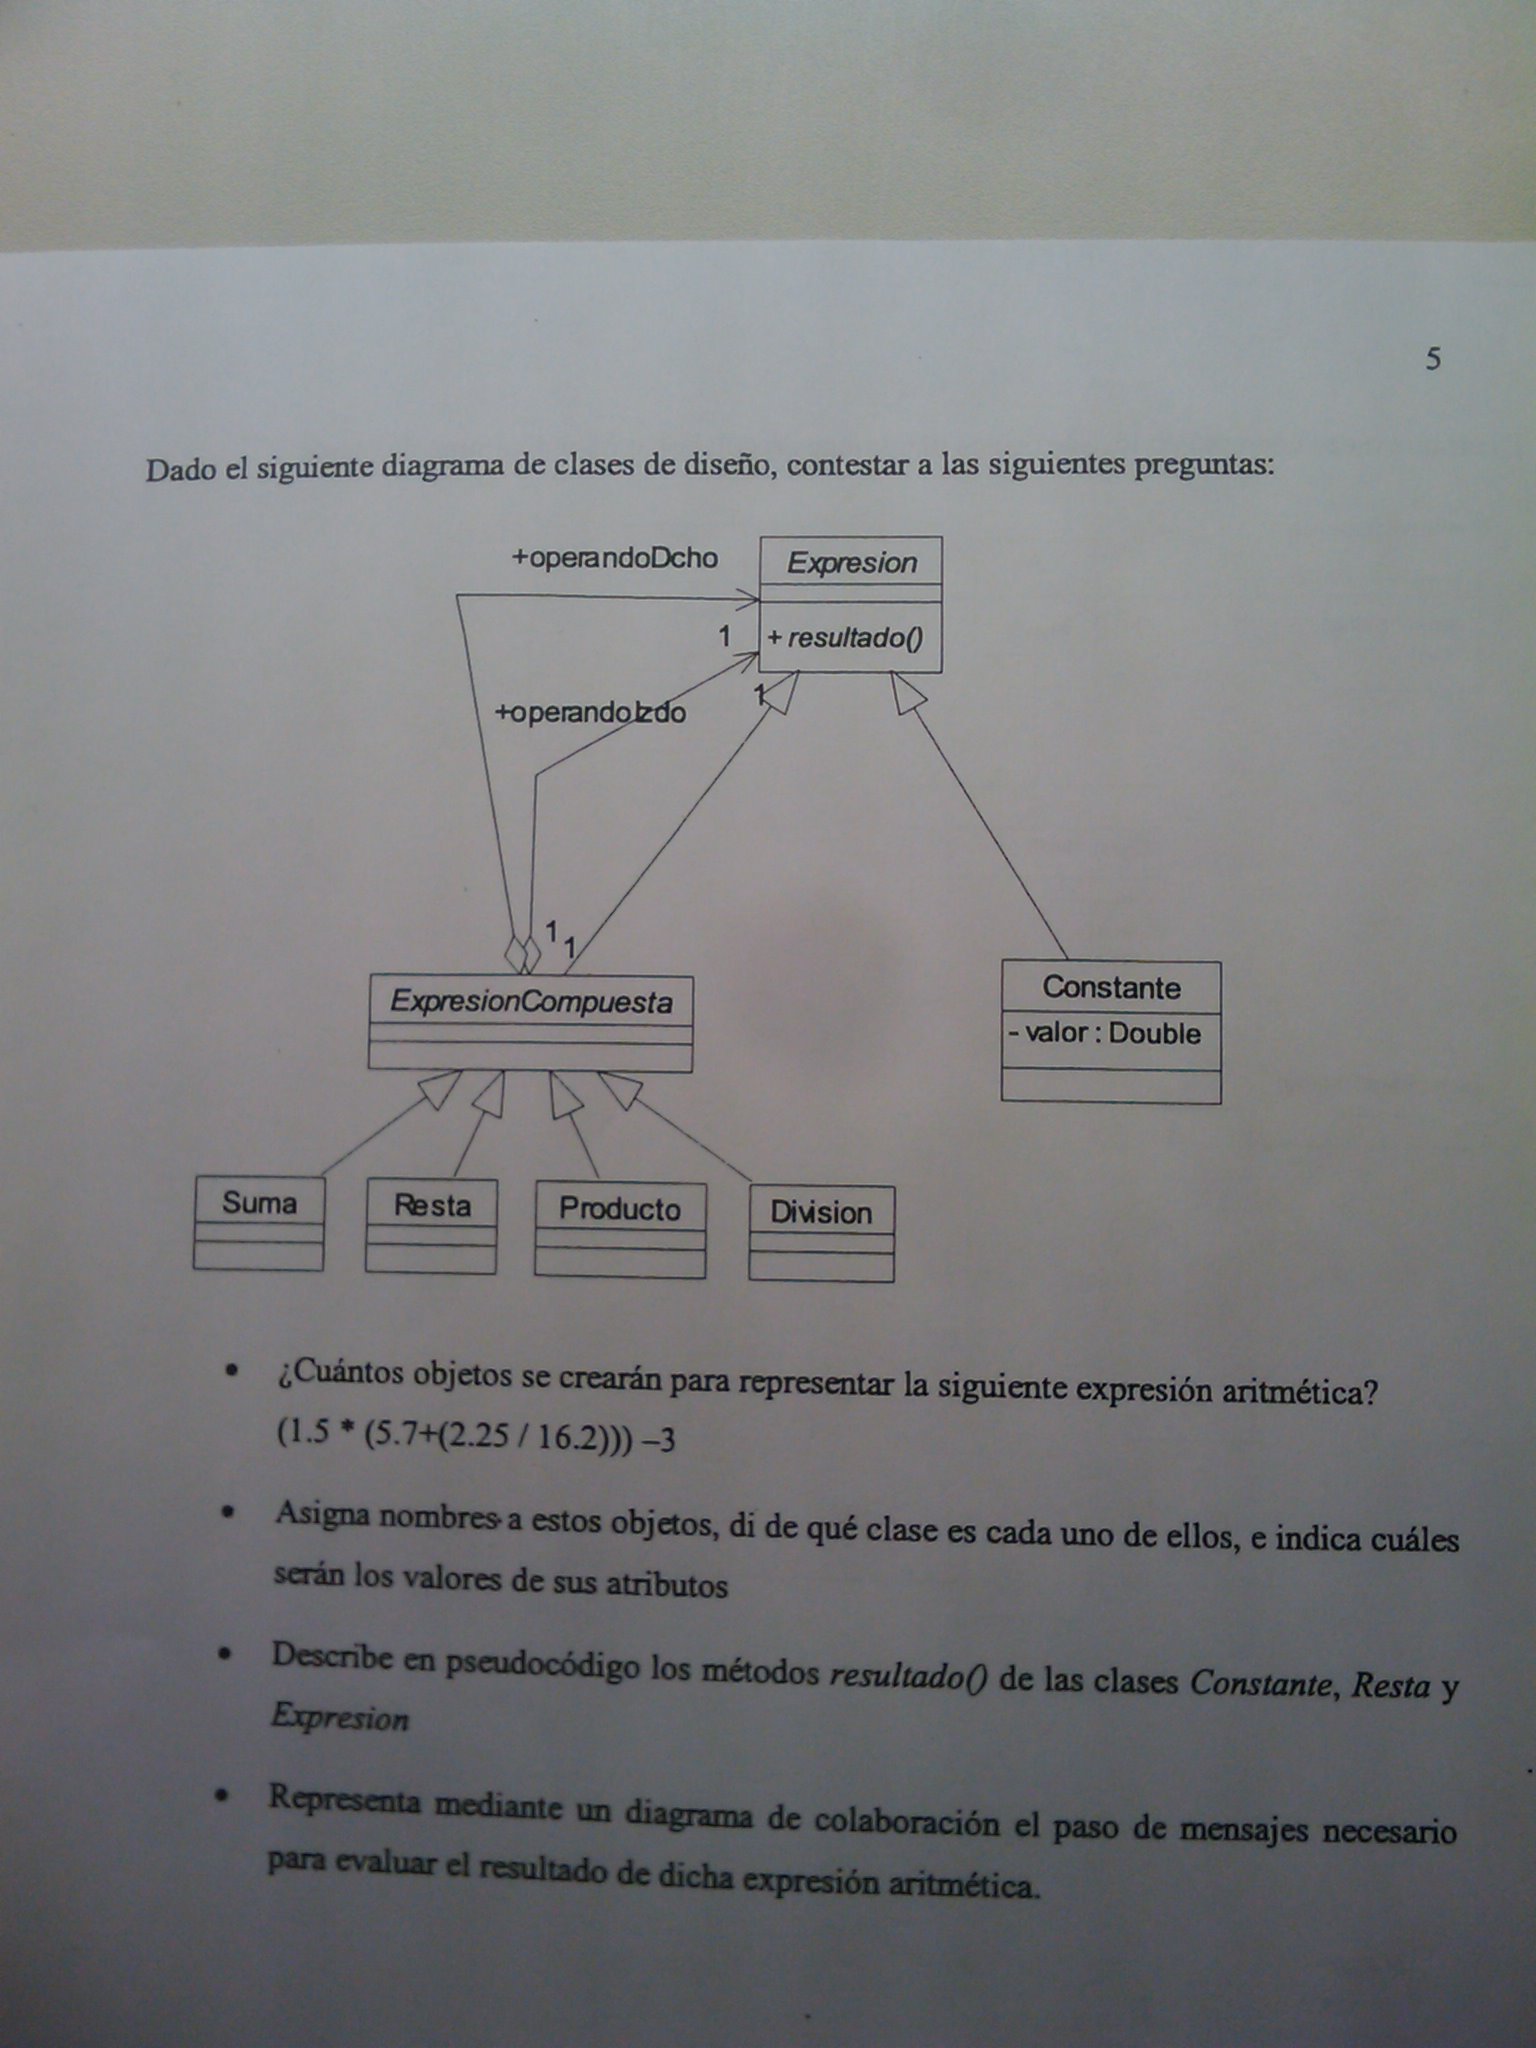 5
Dado el siguiente diagrama de clases de diseño, contestar a las siguientes preguntas:
+operandoDcho
Expresion
1
+ resultado()
1
+operandoIzdo
1
1
ExpresionCompuesta
Constante
- valor : Double
Suma
Resta
Producto
Division
• ¿Cuántos objetos se crearán para representar la siguiente expresión aritmética?
(1.5 * (5.7+(2.25 / 16.2))) –3
• Asigna nombres a estos objetos, di de qué clase es cada uno de ellos, e indica cuáles
serán los valores de sus atributos
• Describe en pseudocódigo los métodos resultado() de las clases Constante, Resta y
Expresion
• Representa mediante un diagrama de colaboración el paso de mensajes necesario
para evaluar el resultado de dicha expresión aritmética.